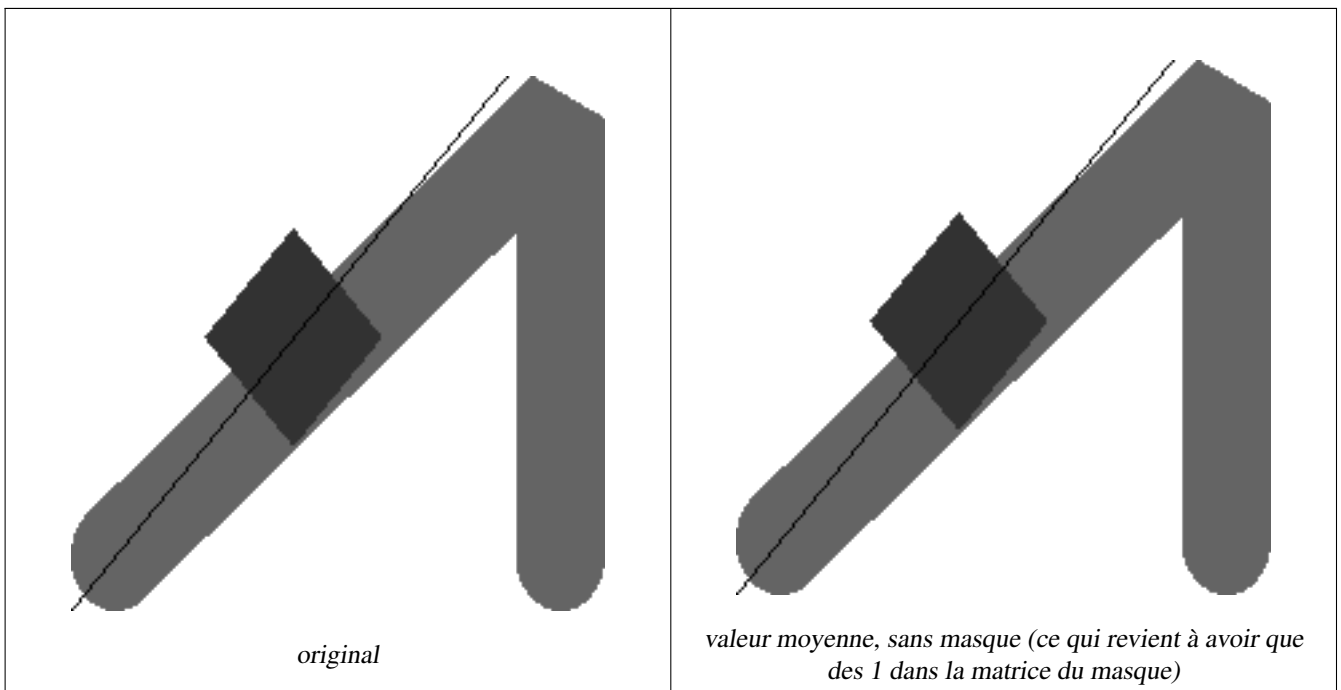 original
valeur moyenne, sans masque (ce qui revient à avoir que
des 1 dans la matrice du masque)